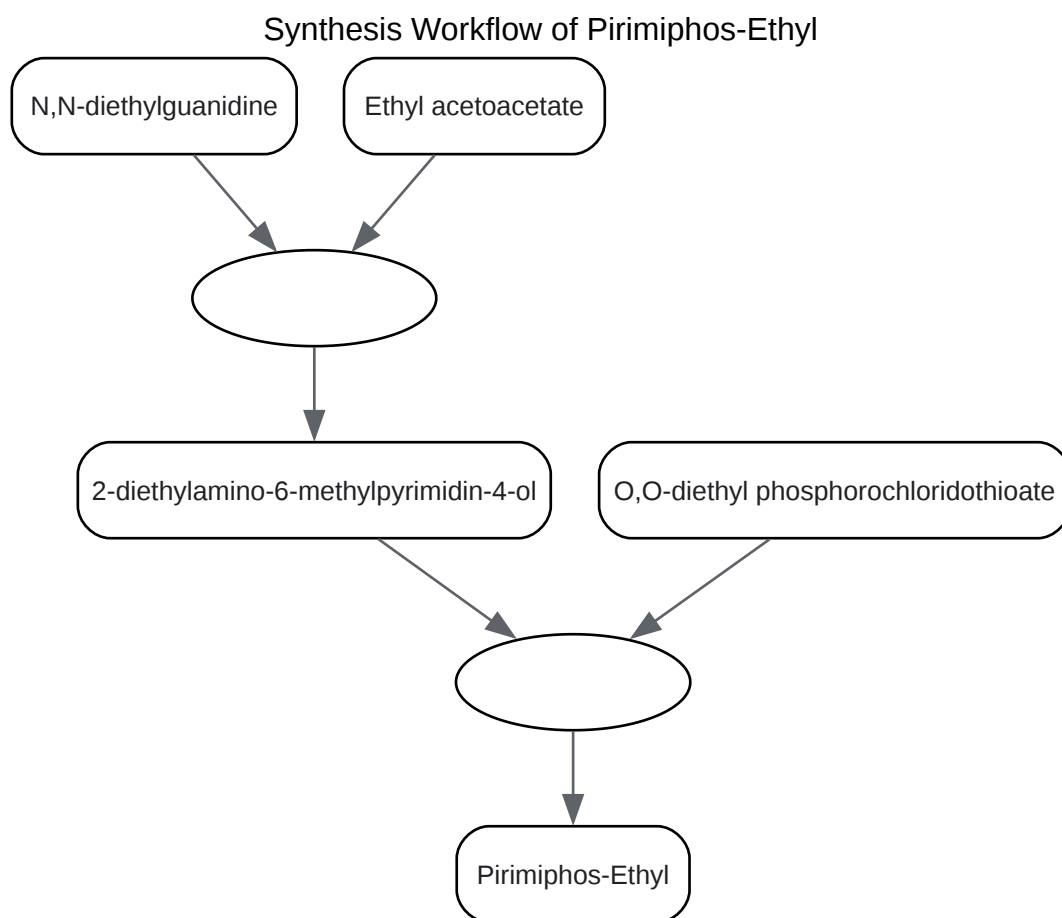 Synthesis Workflow of Pirimiphos-Ethyl
N,N-diethylguanidine
Ethyl acetoacetate
2-diethylamino-6-methylpyrimidin-4-ol
O,O-diethyl phosphorochloridothioate
Pirimiphos-Ethyl